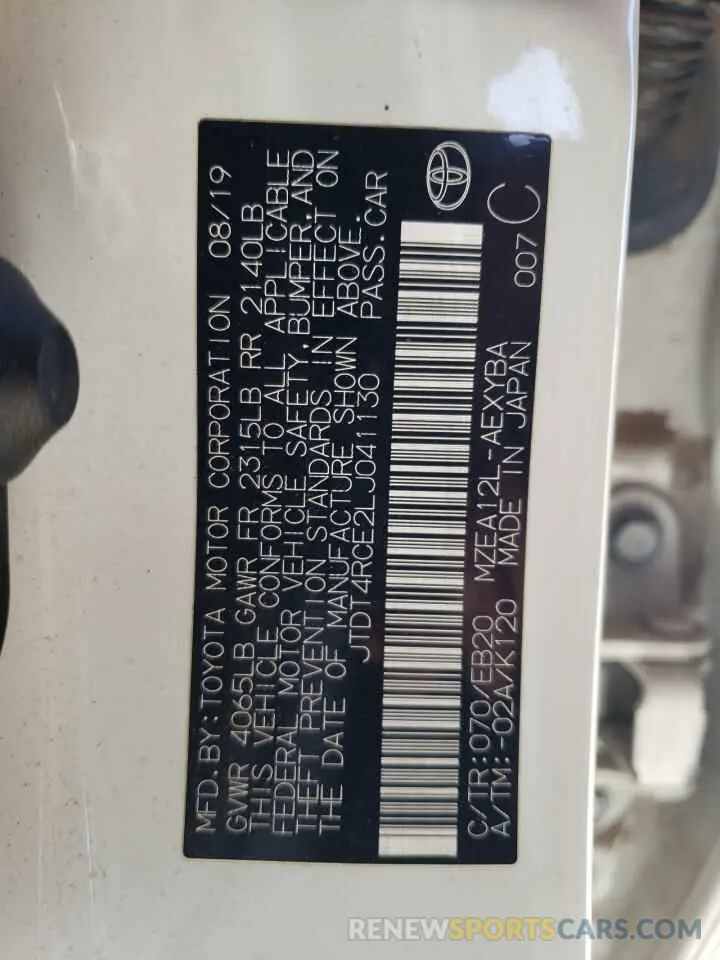 MFD.BY:TOYOTA MOTOR CORPORATION 08/19
GVWR 4065LB GAWR FR 2315LB RR 2140LB
THIS VEHICLE CONFORMS TO ALL APPLICABLE
FEDERAL MOTOR VEHICLE SAFETY,BUMPER,AND
THEFT PREVENTION STANDARDS IN EFFECT ON
THE DATE OF MANUFACTURE SHOWN ABOVE.
JTDT4RCE2LJ041130 PASS.CAR
C/TR:070/EB20 MZEA12L-AEXYBA
A/TM:-02A/K120 MADE IN JAPAN 007 C
RENEWSPORTSCARS.COM